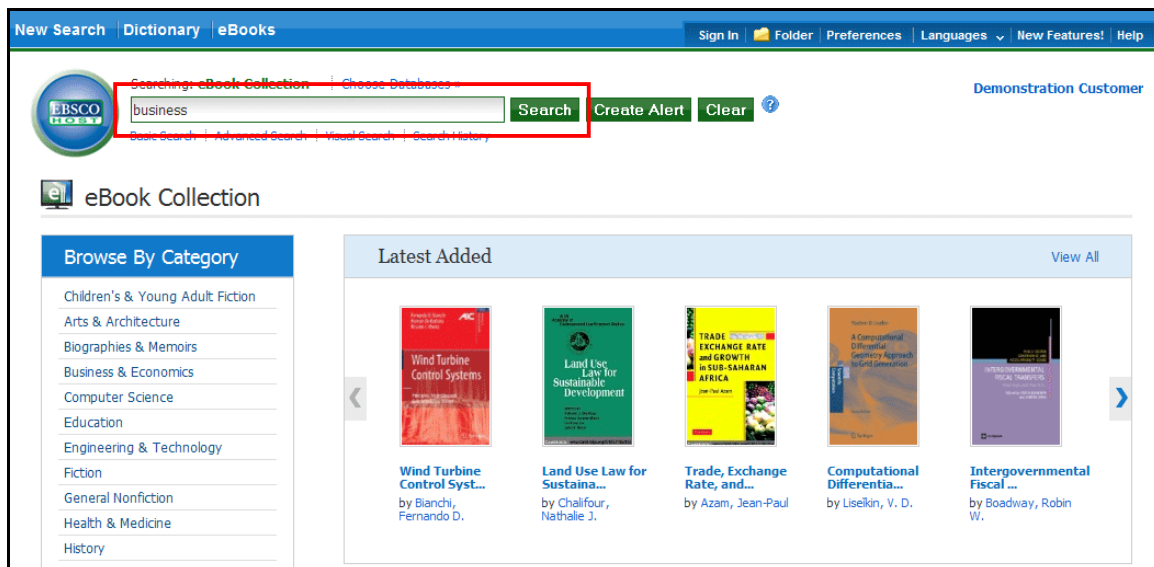 New Search Dictionary eBooks
Sign In Folder Preferences Languages New Features! Help
Searching: eBook Collection Choose Databases »
Demonstration Customer
EBSCO
HOST
business Search Create Alert Clear ?
Basic Search Advanced Search Visual Search Search History
eBook Collection
Browse By Category
Children's & Young Adult Fiction
Arts & Architecture
Biographies & Memoirs
Business & Economics
Computer Science
Education
Engineering & Technology
Fiction
General Nonfiction
Health & Medicine
History
Latest Added View All
Wind Turbine
Control Systems
Land Use
Law for
Sustainable
Development
TRADE
EXCHANGE RATE
and GROWTH
in SUB-SAHARAN
AFRICA
Jean-Paul Azam
A Computational
Differential
Geometry Approach
to Grid Generation
INTERGOVERNMENTAL
FISCAL TRANSFERS
Wind Turbine
Control Syst...
by Bianchi,
Fernando D.
Land Use Law for
Sustaina...
by Chalifour,
Nathalie J.
Trade, Exchange
Rate, and...
by Azam, Jean-Paul
Computational
Differentia...
by Liseikin, V. D.
Intergovernmental
Fiscal ...
by Boadway, Robin
W.